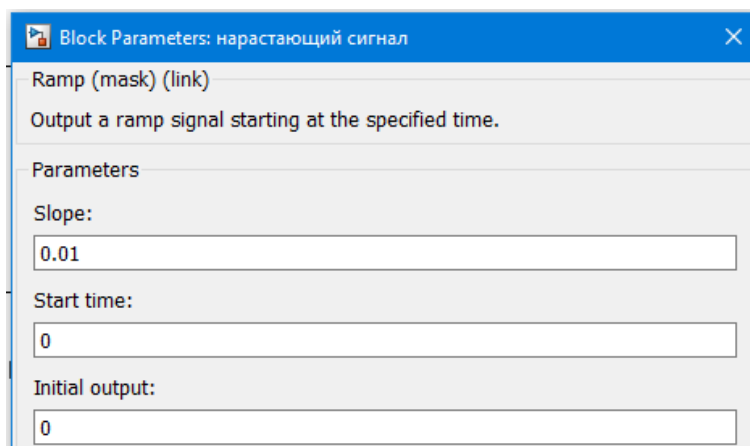 Block Parameters: нарастающий сигнал
Ramp (mask) (link)
Output a ramp signal starting at the specified time.
Parameters
Slope:
0.01
Start time:
0
Initial output:
0